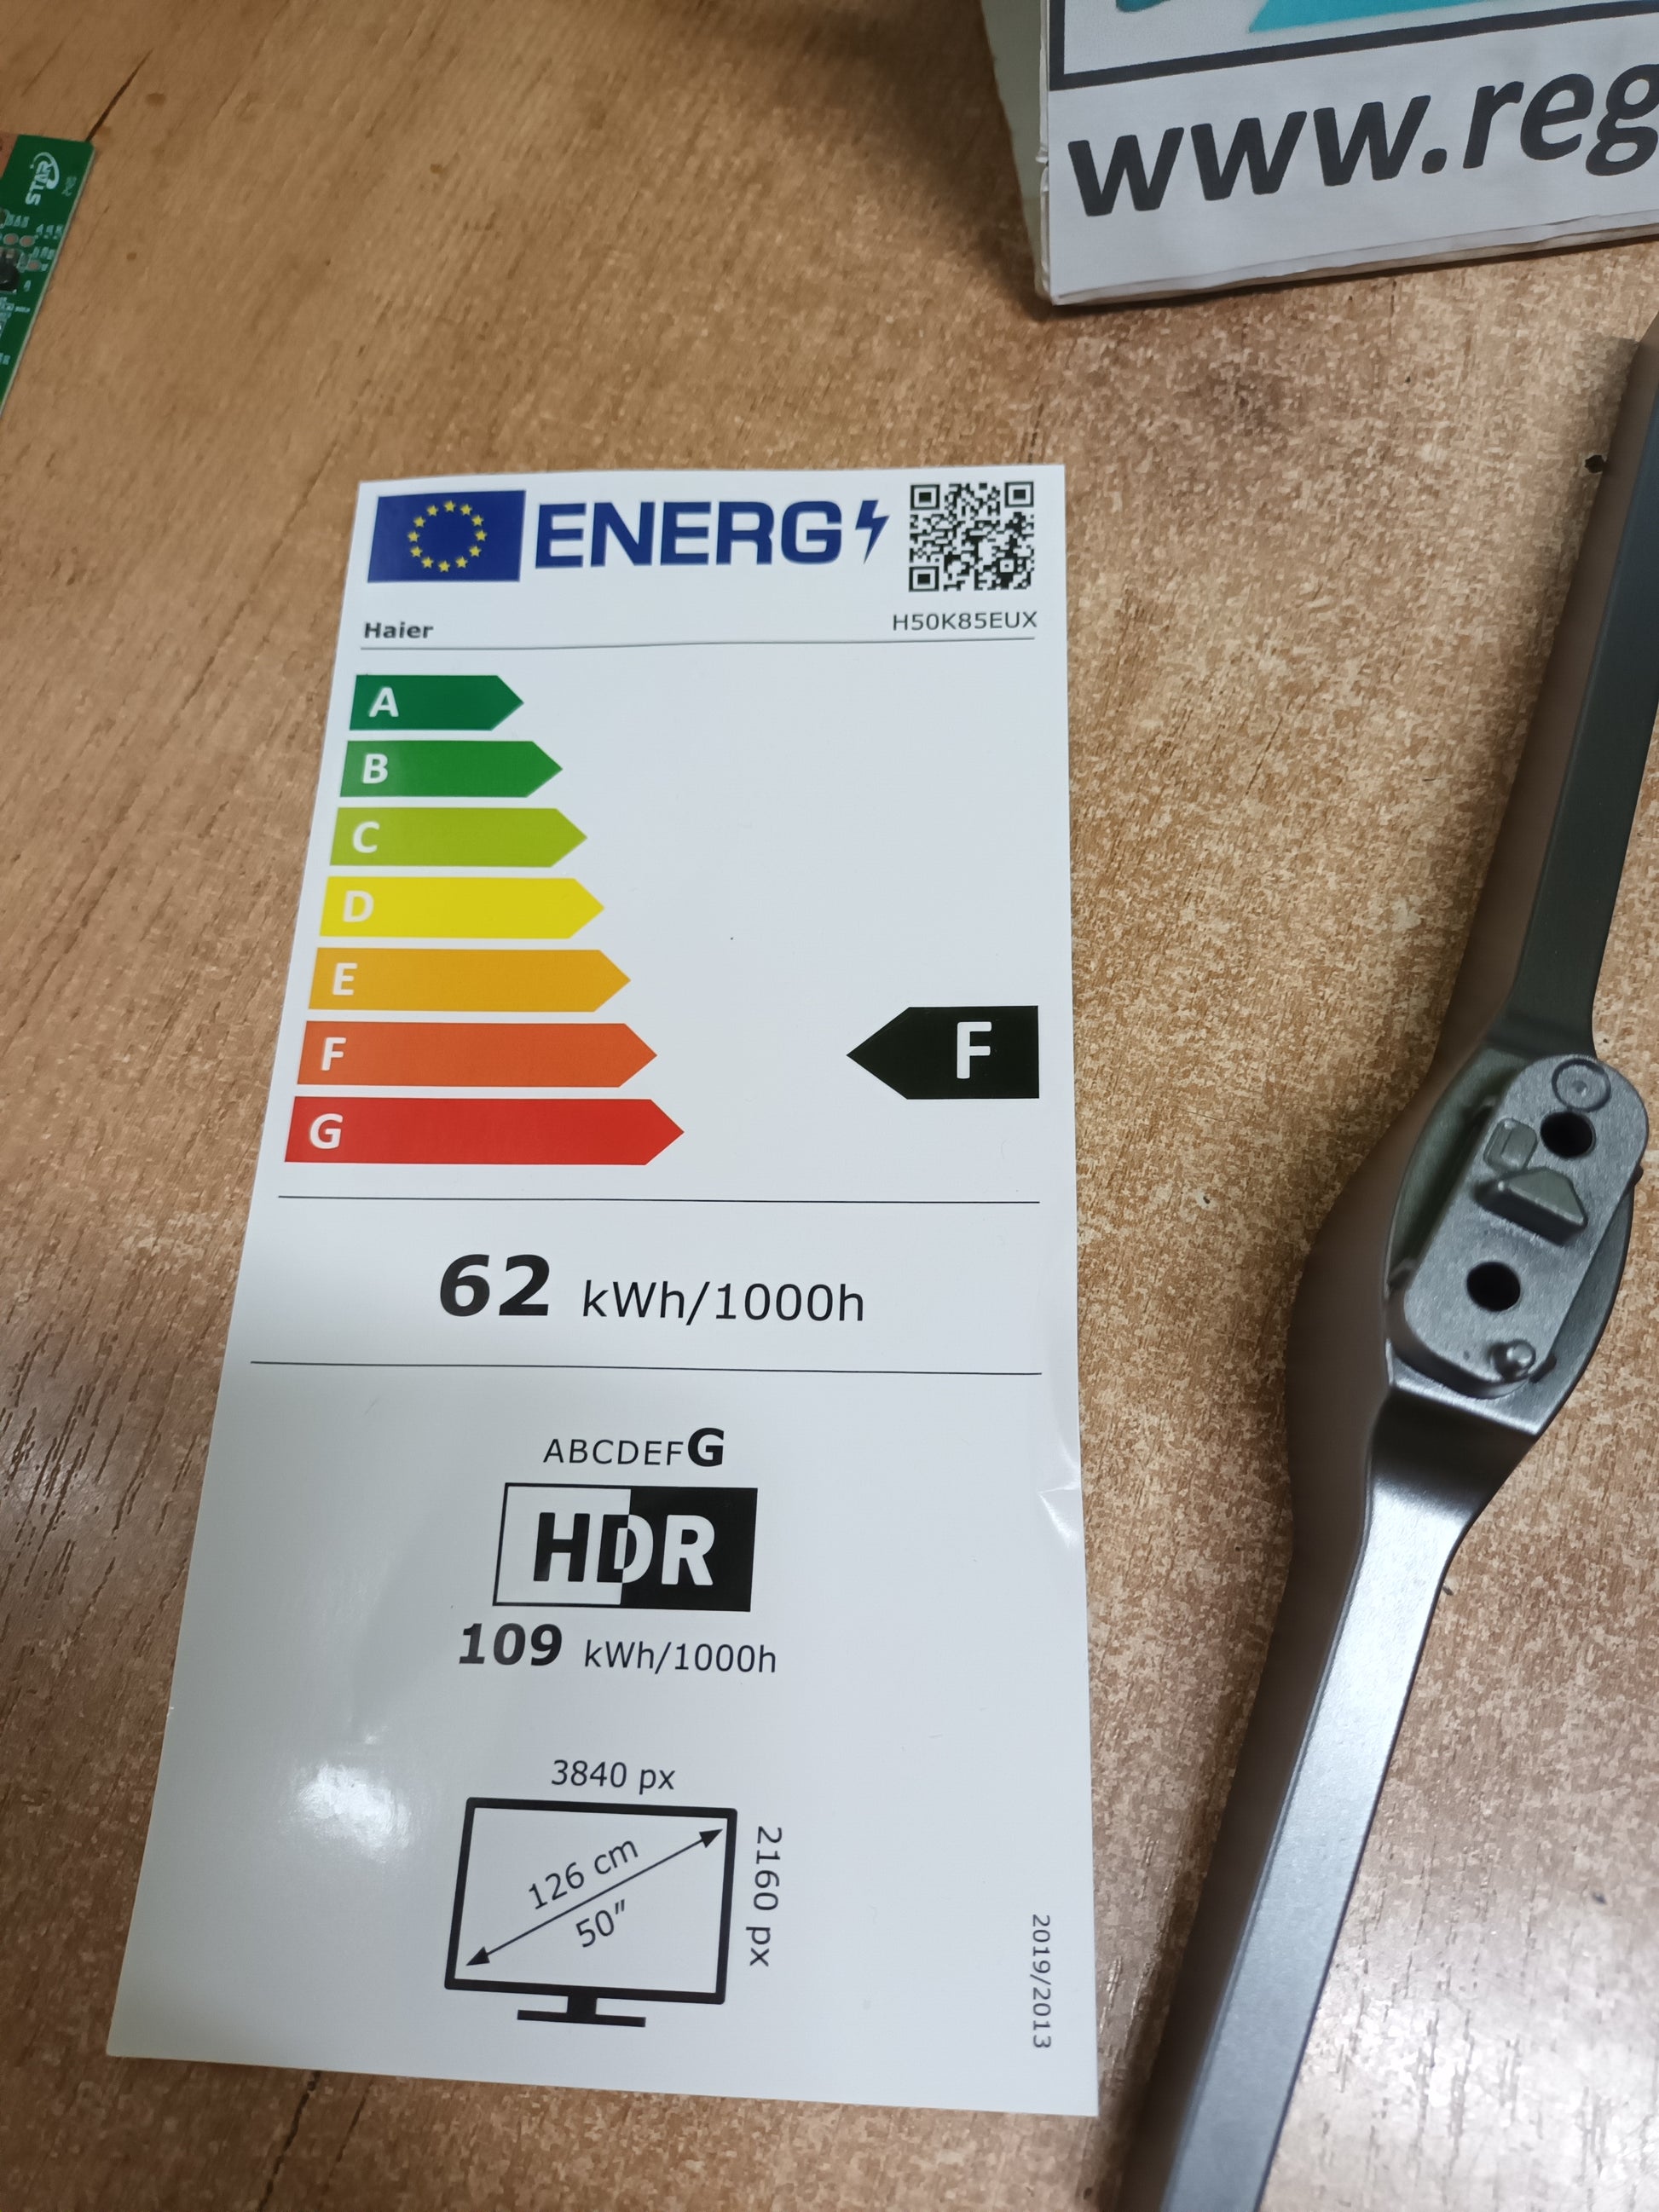 www.reg
STAR
ENERG
Haier
H50K85EUX
A
B
C
D
E
F
F
G
62 kWh/1000h
ABCDEFG
HDR
109 kWh/1000h
3840 px
126 cm
50"
2160 px
2019/2013